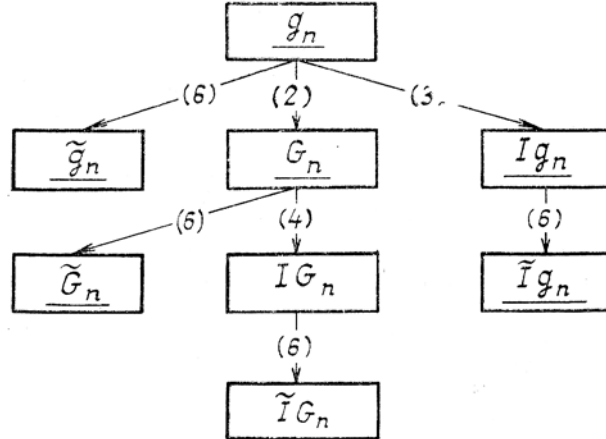 g_n
(6) (2) (3
g̃_n G_n Ig_n
(6) (4) (6)
G̃_n IG_n Ĩg_n
(6)
ĨG_n